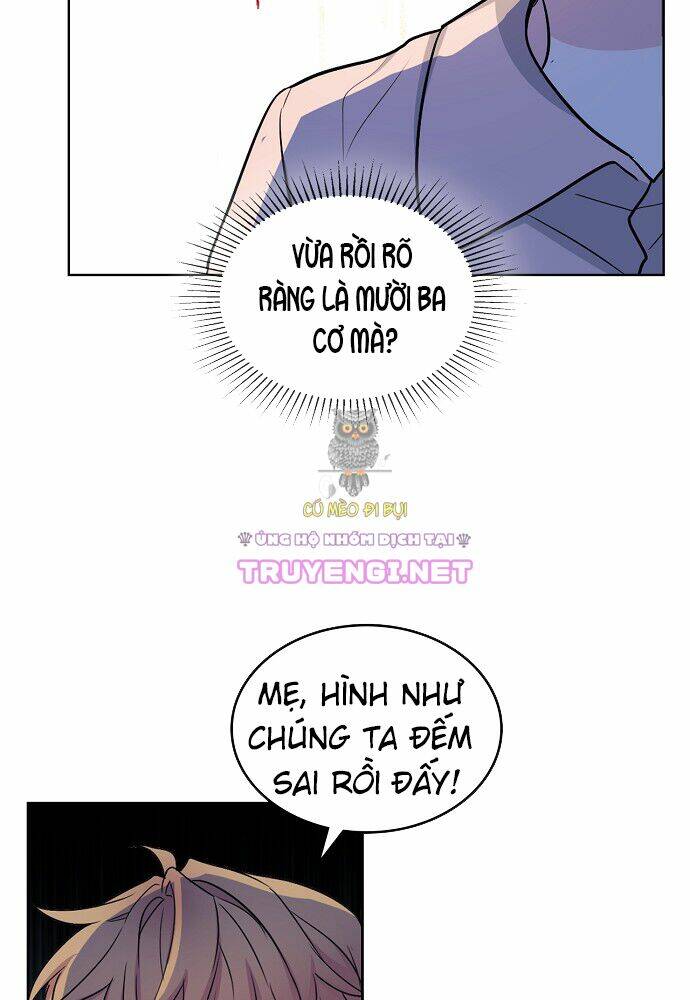 VỪA RỒI RÕ
RÀNG LÀ MƯỜI BA
CƠ MÀ?
CÚ MÈO ĐI BỤI
ỦNG HỘ NHÓM DỊCH TẠI
TRUYENGI.NET
MẸ, HÌNH NHƯ
CHÚNG TA ĐẾM
SAI RỒI ĐẤY!